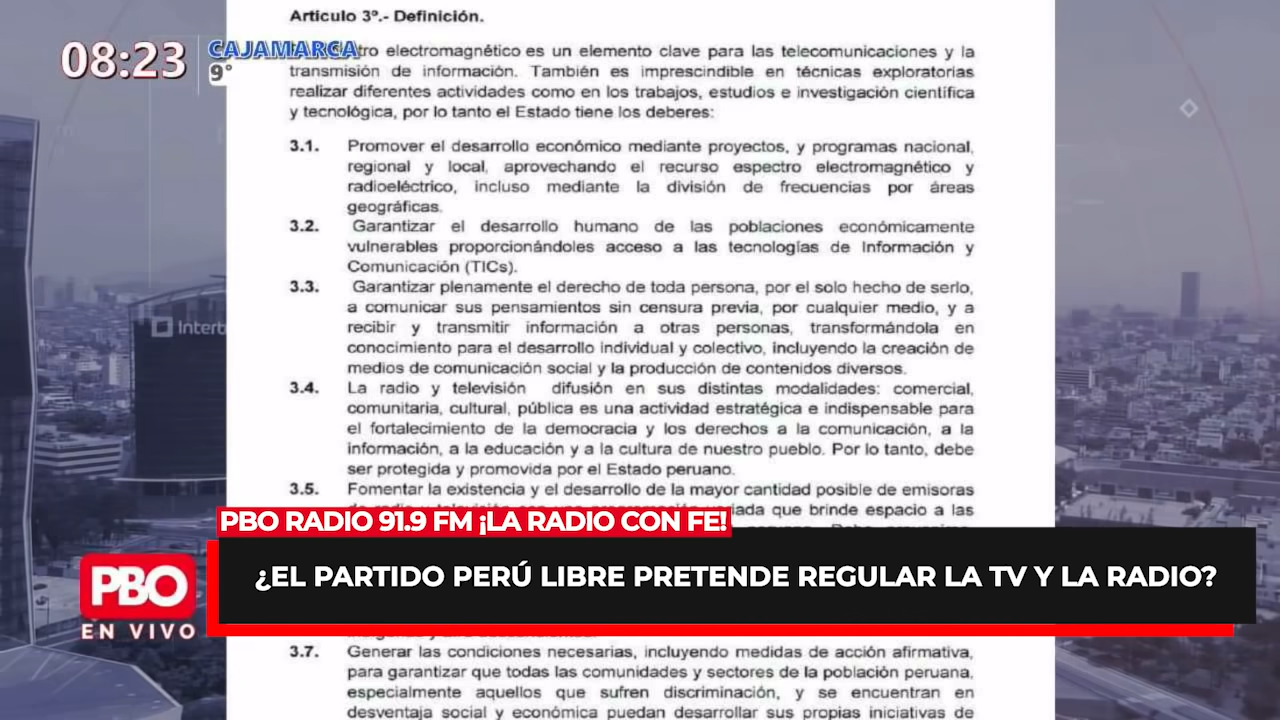 Articulo 3º.- Definición.
08:23
CAJAMARCA
9°
tro electromagnético es un elemento clave para las telecomunicaciones y la
transmisión de información. También es imprescindible en técnicas exploratorias
realizar diferentes actividades como en los trabajos, estudios e investigación científica
y tecnológica, por lo tanto el Estado tiene los deberes:
3.1. Promover el desarrollo económico mediante proyectos, y programas nacional,
regional y local, aprovechando el recurso espectro electromagnético y
radioeléctrico, incluso mediante la división de frecuencias por áreas
geográficas.
3.2. Garantizar el desarrollo humano de las poblaciones económicamente
vulnerables proporcionándoles acceso a las tecnologías de Información y
Comunicación (TICs).
3.3. Garantizar plenamente el derecho de toda persona, por el solo hecho de serlo,
a comunicar sus pensamientos sin censura previa, por cualquier medio, y a
recibir y transmitir información a otras personas, transformándola en
conocimiento para el desarrollo individual y colectivo, incluyendo la creación de
medios de comunicación social y la producción de contenidos diversos.
3.4. La radio y televisión difusión en sus distintas modalidades: comercial,
comunitaria, cultural, pública es una actividad estratégica e indispensable para
el fortalecimiento de la democracia y los derechos a la comunicación, a la
información, a la educación y a la cultura de nuestro pueblo. Por lo tanto, debe
ser protegida y promovida por el Estado peruano.
3.5. Fomentar la existencia y el desarrollo de la mayor cantidad posible de emisoras
que brinde espacio a las
PBO RADIO 91.9 FM ¡LA RADIO CON FE!
¿EL PARTIDO PERÚ LIBRE PRETENDE REGULAR LA TV Y LA RADIO?
PBO
EN VIVO
Interb
3.7. Generar las condiciones necesarias, incluyendo medidas de acción afirmativa,
para garantizar que todas las comunidades y sectores de la población peruana,
especialmente aquellos que sufren discriminación, y se encuentran en
desventaja social y económica puedan desarrollar sus propias iniciativas de